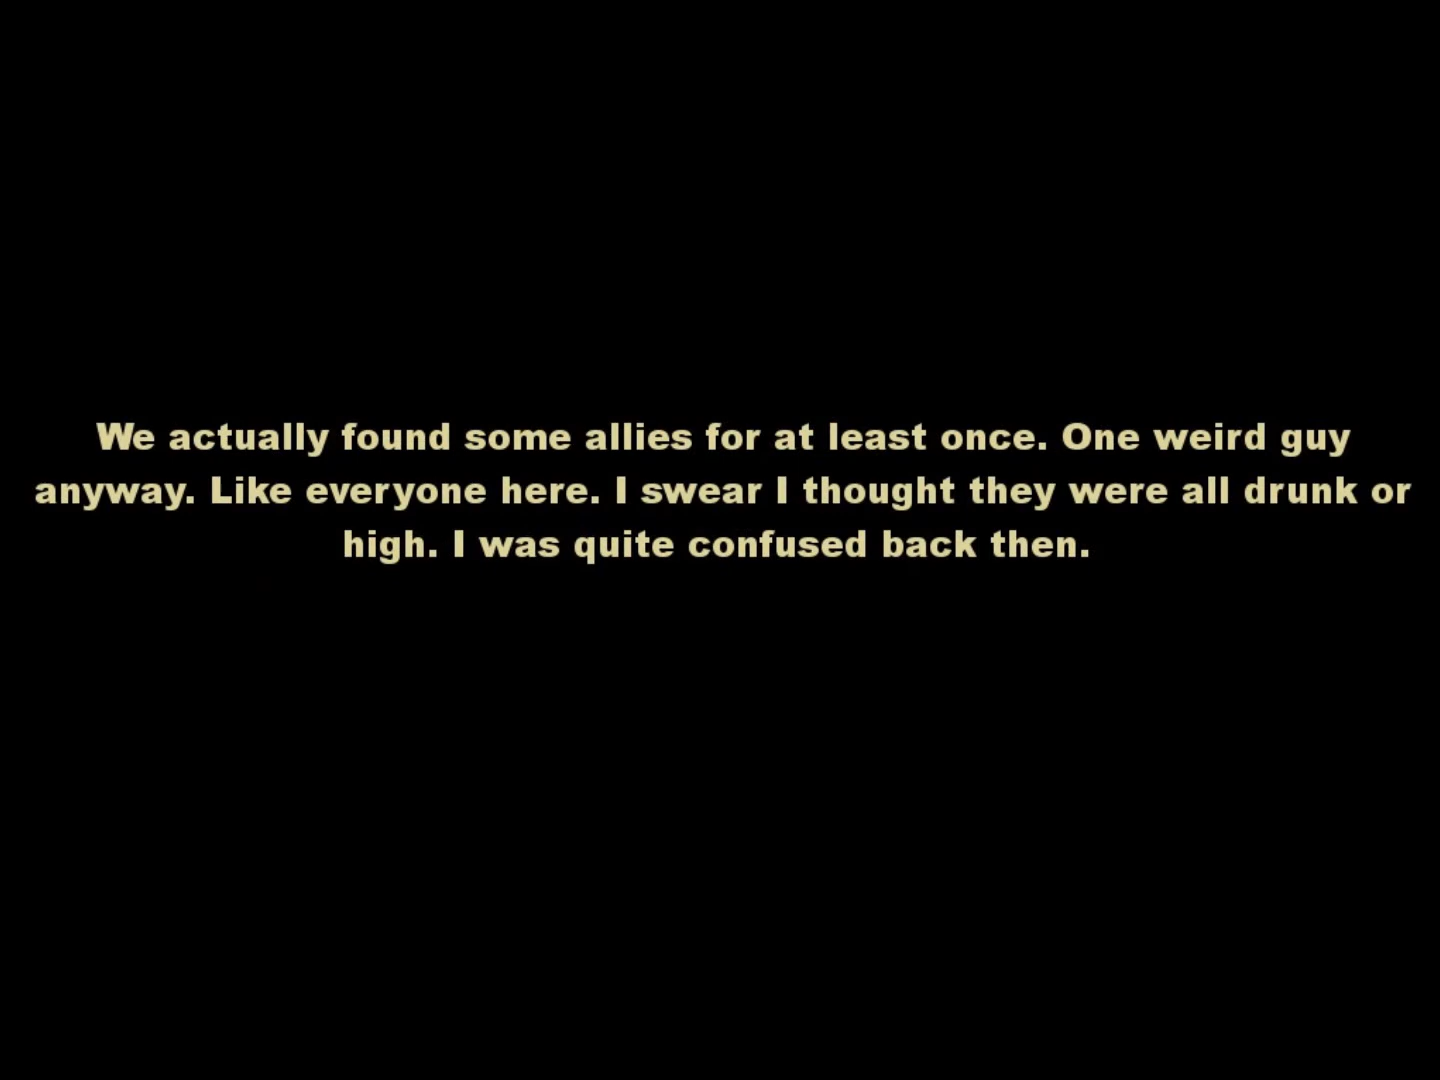 We actually found some allies for at least once. One weird guy
anyway. Like everyone here. I swear I thought they were all drunk or
high. I was quite confused back then.